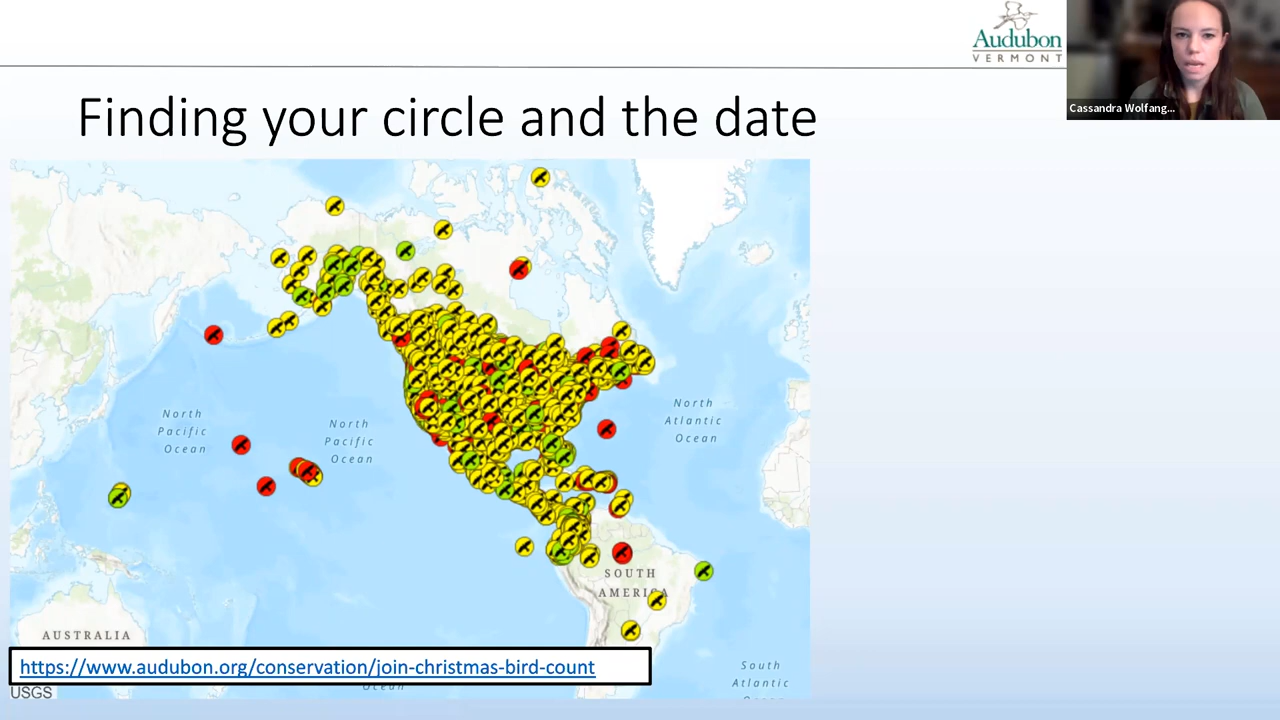 Audubon
VERMONT
Cassandra Wolfang...
Finding your circle and the date
North
Pacific
Ocean
North
Pacific
Ocean
North
Atlantic
Ocean
SOUTH
AMERICA
AUSTRALIA
https://www.audubon.org/conservation/join-christmas-bird-count
USGS
Ocean
South
Atlantic